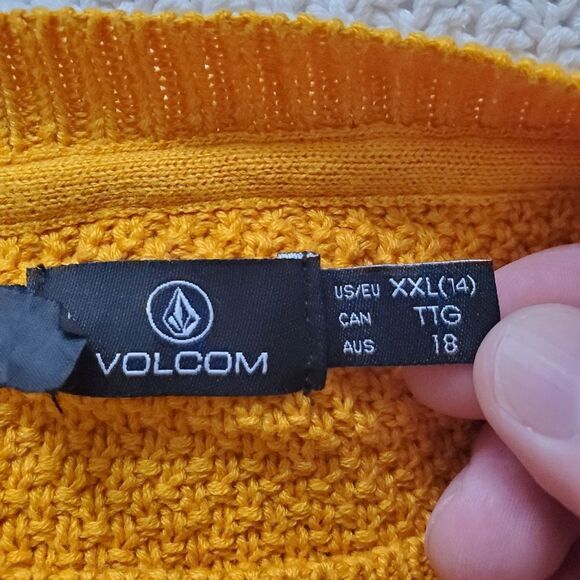 VOLCOM
US/EU XXL(14)
CAN TTG
AUS 18